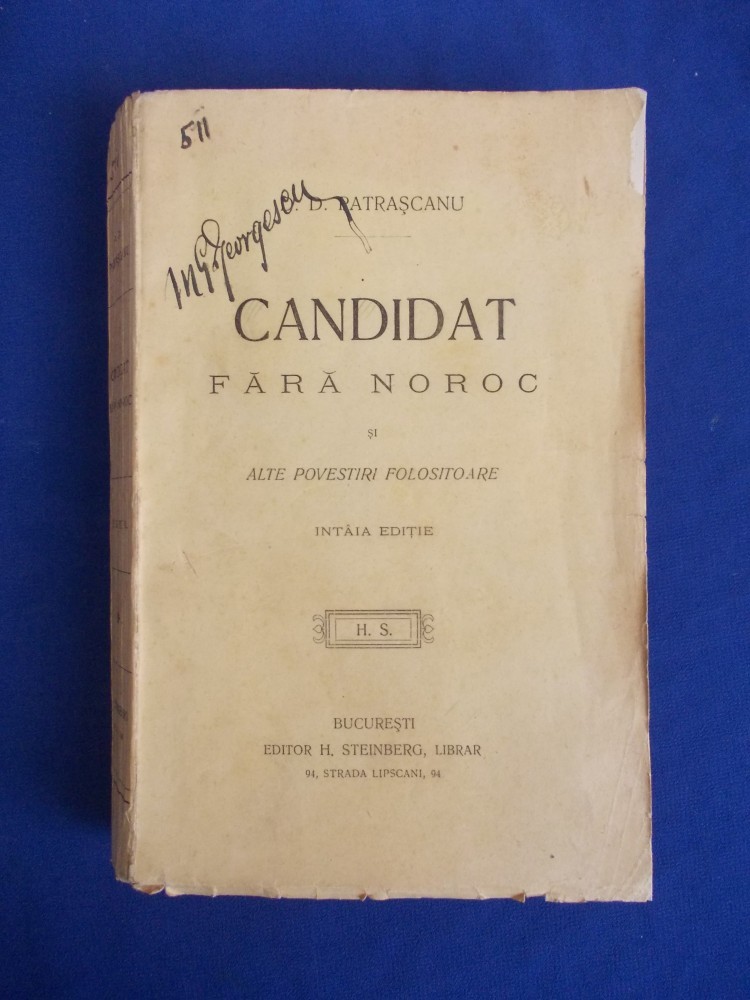 511
M. G. Georgescu
. D. PATRAȘCANU
CANDIDAT
FĂRĂ NOROC
ȘI
ALTE POVESTIRI FOLOSITOARE
INTÂIA EDIȚIE
H. S.
BUCUREȘTI
EDITOR H. STEINBERG, LIBRAR
94, STRADA LIPSCANI, 94